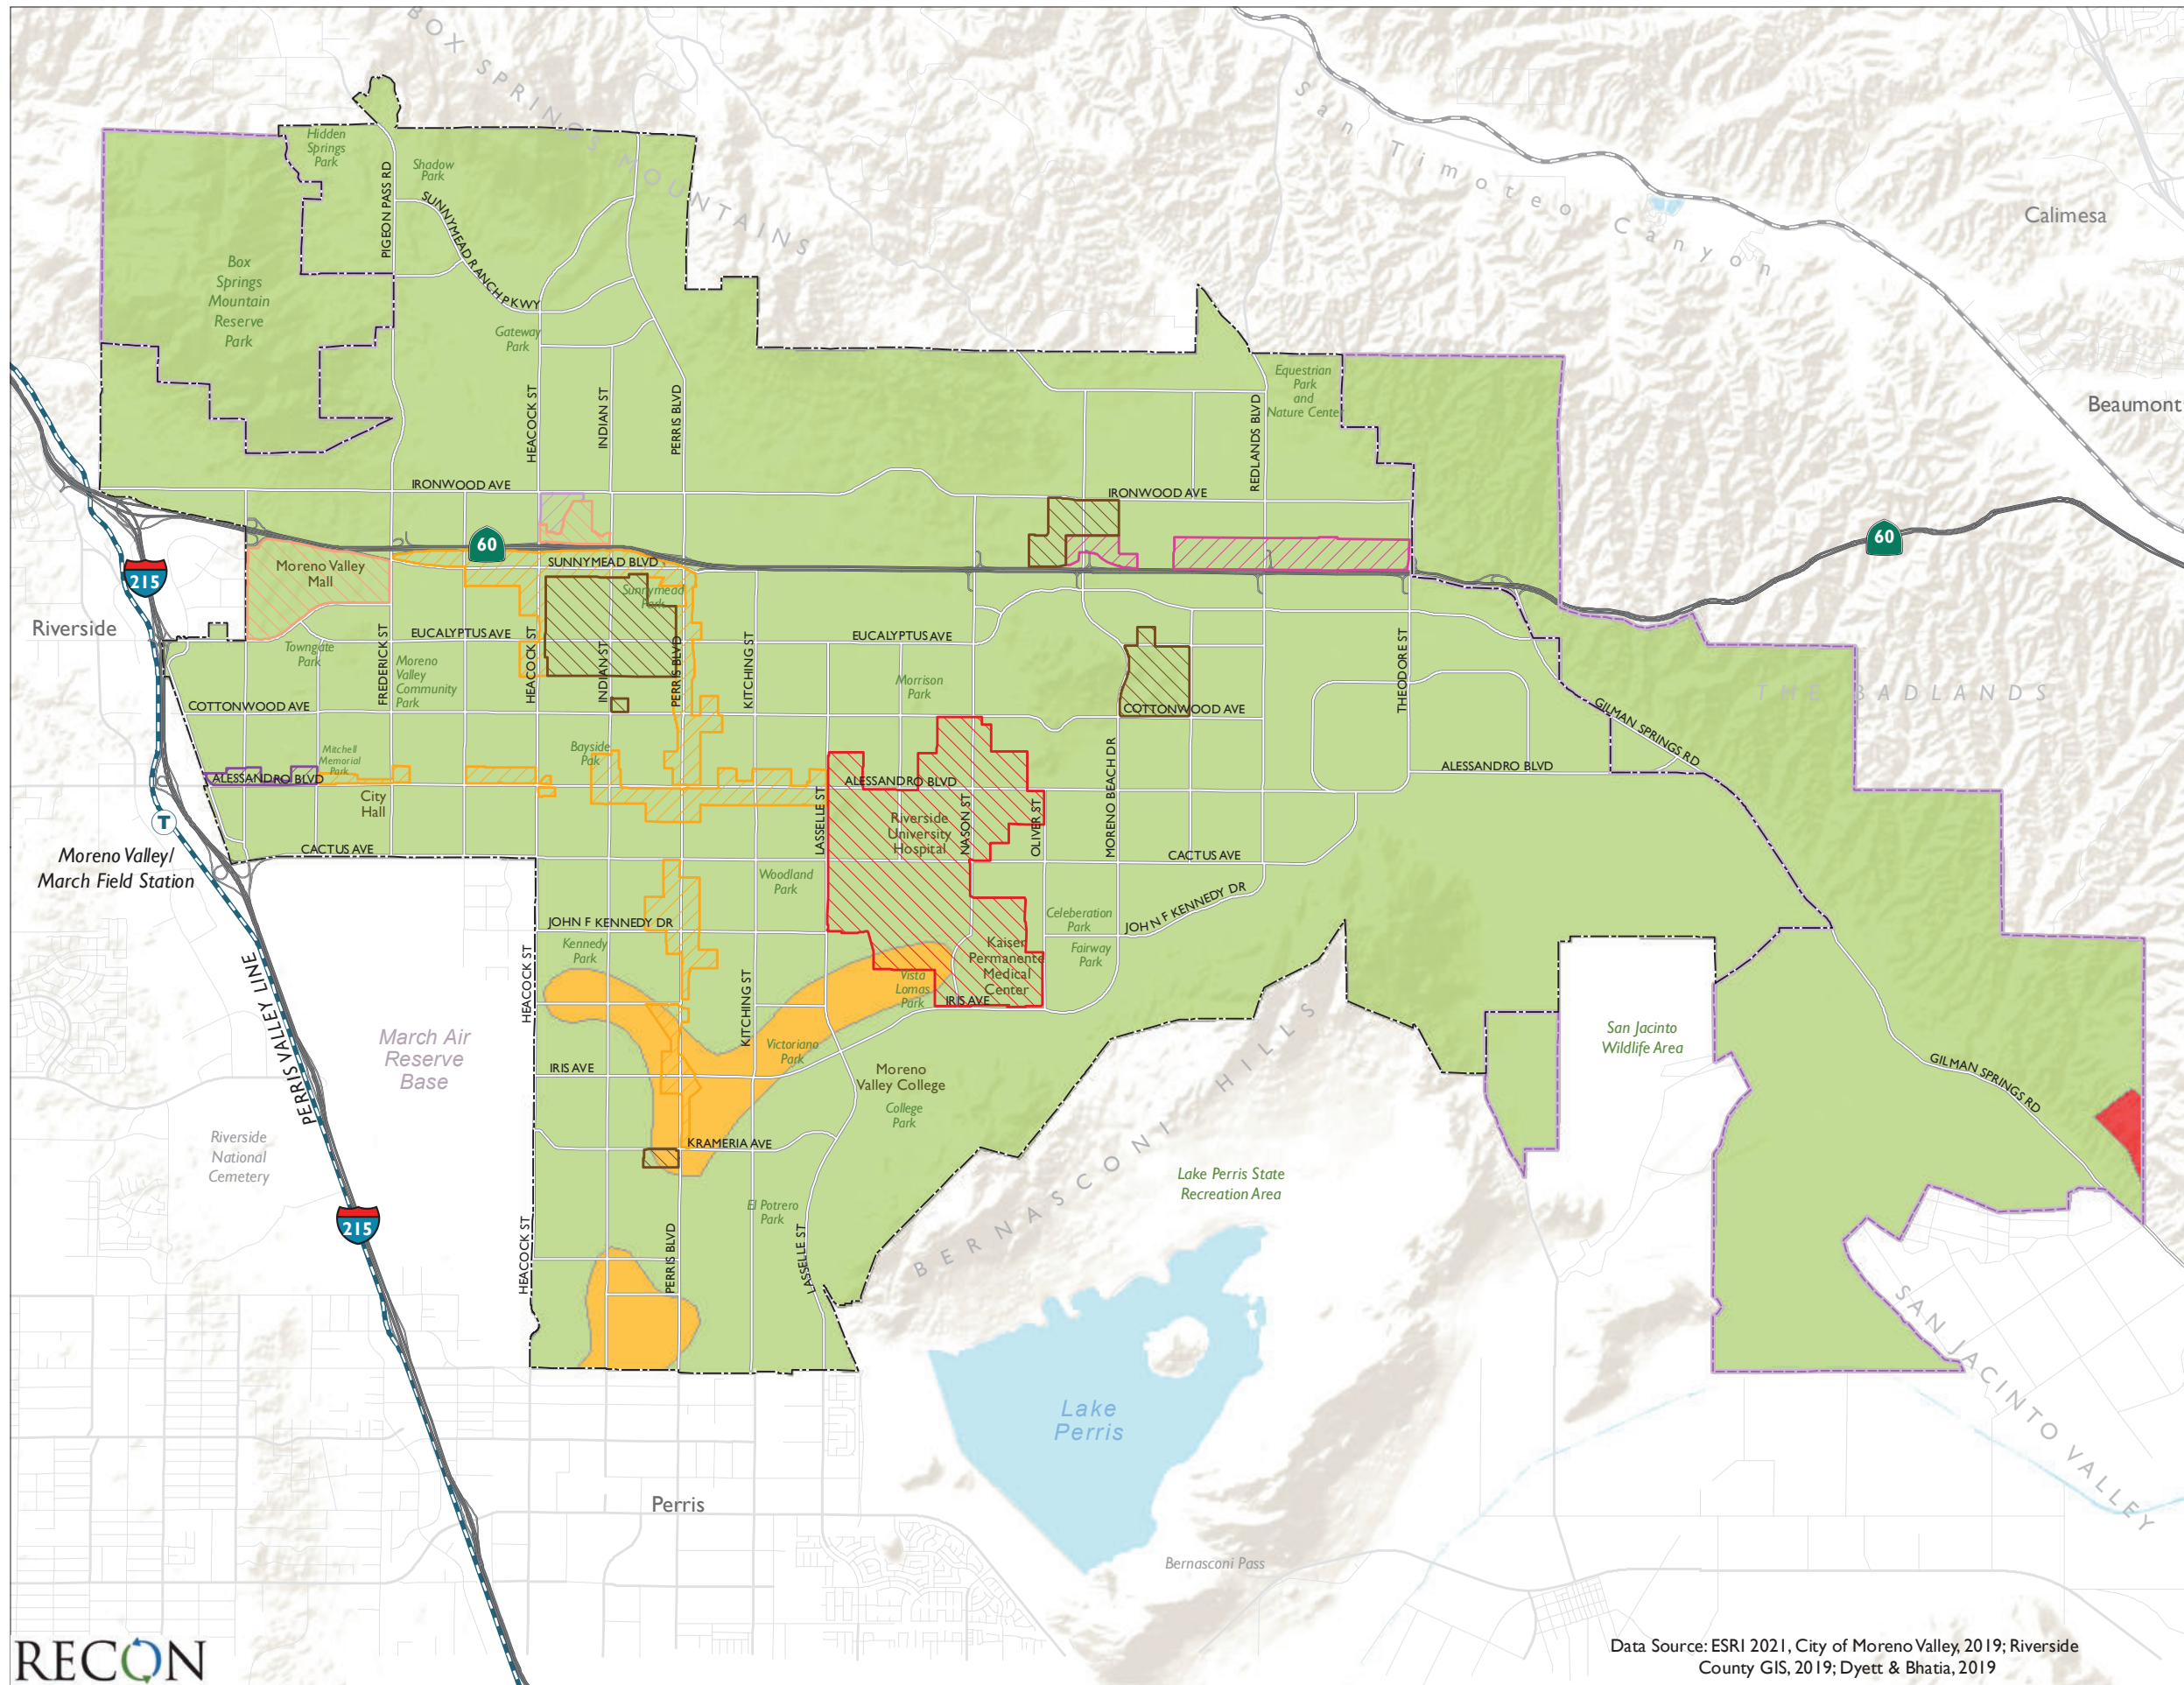 BOX SPRINGS MOUNTAINS
San Timoteo Canyon
Calimesa
Hidden
Springs
Park
Shadow
Park
PIGEON PASS RD
SUNNYMEAD RANCH PKWY
Box
Springs
Mountain
Reserve
Park
Gateway
Park
Equestrian
Park
and
Nature Center
Beaumont
HEACOCK ST
INDIAN ST
PERRIS BLVD
REDLANDS BLVD
IRONWOOD AVE
IRONWOOD AVE
60
60
215
Moreno Valley
Mall
SUNNYMEAD BLVD
Sunnymead
Park
Riverside
EUCALYPTUS AVE
EUCALYPTUS AVE
Towngate
Park
FREDERICK ST
Moreno
Valley
Community
Park
HEACOCK ST
INDIAN ST
PERRIS BLVD
KITCHING ST
Morrison
Park
THEODORE ST
THE BADLANDS
COTTONWOOD AVE
COTTONWOOD AVE
GILMAN SPRINGS RD
Mitchell
Memorial
Park
Bayside
Pak
ALESSANDRO BLVD
ALESSANDRO BLVD
ALESSANDRO BLVD
City
Hall
LASSELLE ST
Riverside
University
Hospital
NASON ST
OLIVER ST
MORENO BEACH DR
T
Moreno Valley/
March Field Station
CACTUS AVE
CACTUS AVE
Woodland
Park
JOHN F KENNEDY DR
JOHN F KENNEDY DR
Celeberation
Park
Fairway
Park
Kennedy
Park
Kaiser
Permanente
Medical
Center
Vista
Lomas
Park
IRIS AVE
HEACOCK ST
KITCHING ST
PERRIS VALLEY LINE
March Air
Reserve
Base
Victoriano
Park
IRIS AVE
Moreno
Valley College
College
Park
San Jacinto
Wildlife Area
GILMAN SPRINGS RD
BERNASCONI HILLS
Riverside
National
Cemetery
KRAMERIA AVE
Lake Perris State
Recreation Area
El Potrero
Park
215
HEACOCK ST
PERRIS BLVD
LASSELLE ST
SAN JACINTO VALLEY
Lake
Perris
Perris
Bernasconi Pass
RECON
Data Source: ESRI 2021, City of Moreno Valley, 2019; Riverside
County GIS, 2019; Dyett & Bhatia, 2019